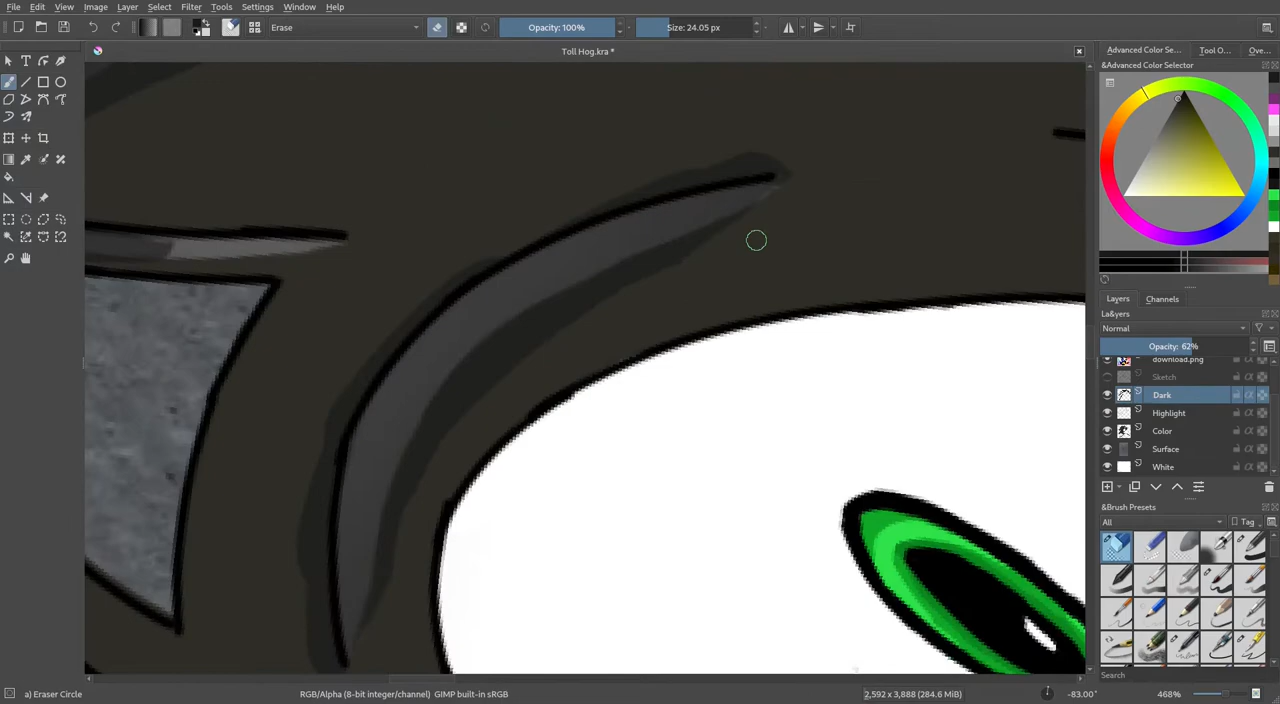 File Edit View Image Layer Select Filter Tools Settings Window Help
Erase Opacity: 100% Size: 24.05 px
Toll Hog.kra *
Advanced Color Se... Tool O... Ove...
&Advanced Color Selector
Layers Channels
La&yers
Normal
Opacity: 62%
download.png
Sketch
Dark
Highlight
Color
Surface
White
&Brush Presets
All Tag
Search
a) Eraser Circle RGB/Alpha (8-bit integer/channel) GIMP built-in sRGB 2,592 x 3,888 (284.6 MiB) -83.00° 468%